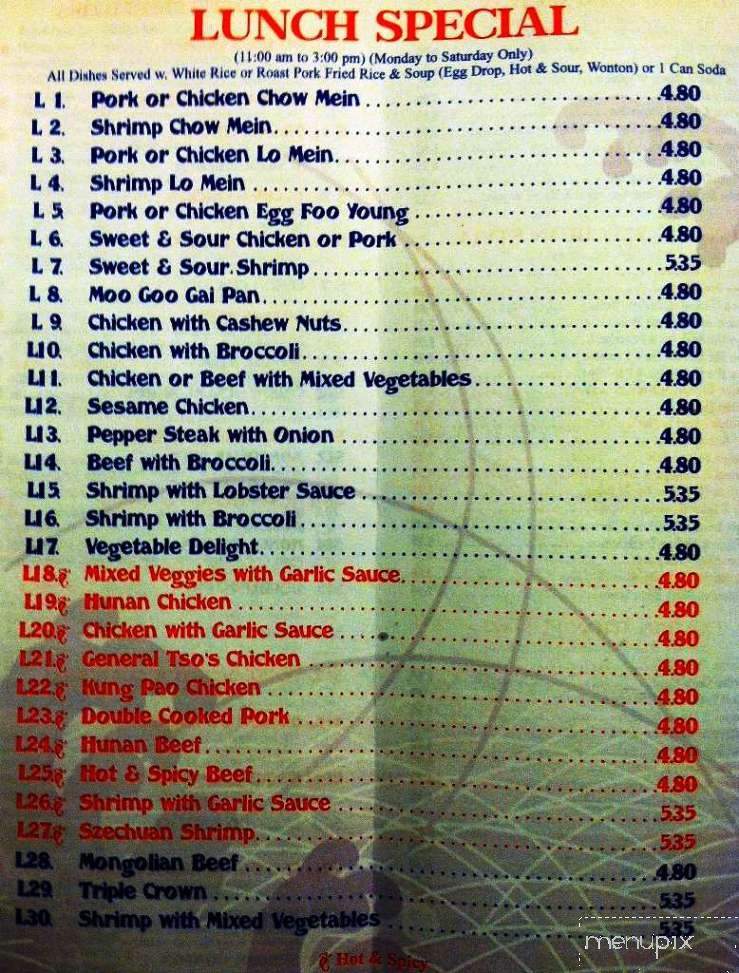 LUNCH SPECIAL
(11:00 am to 3:00 pm) (Monday to Saturday Only)
All Dishes Served w. White Rice or Roast Pork Fried Rice & Soup (Egg Drop, Hot & Sour, Wonton) or 1 Can Soda
L 1. Pork or Chicken Chow Mein 4.80
L 2. Shrimp Chow Mein 4.80
L 3. Pork or Chicken Lo Mein 4.80
L 4. Shrimp Lo Mein 4.80
L 5. Pork or Chicken Egg Foo Young 4.80
L 6. Sweet & Sour Chicken or Pork 4.80
L 7. Sweet & Sour Shrimp 5.35
L 8. Moo Goo Gai Pan 4.80
L 9. Chicken with Cashew Nuts 4.80
L10. Chicken with Broccoli 4.80
L11. Chicken or Beef with Mixed Vegetables 4.80
L12. Sesame Chicken 4.80
L13. Pepper Steak with Onion 4.80
L14. Beef with Broccoli 4.80
L15. Shrimp with Lobster Sauce 5.35
L16. Shrimp with Broccoli 5.35
L17. Vegetable Delight 4.80
L18. Mixed Veggies with Garlic Sauce 4.80
L19. Hunan Chicken 4.80
L20. Chicken with Garlic Sauce 4.80
L21. General Tso's Chicken 4.80
L22. Kung Pao Chicken 4.80
L23. Double Cooked Pork 4.80
L24. Hunan Beef 4.80
L25. Hot & Spicy Beef 4.80
L26. Shrimp with Garlic Sauce 5.35
L27. Szechuan Shrimp 5.35
L28. Mongolian Beef 4.80
L29. Triple Crown 5.35
L30. Shrimp with Mixed Vegetables 5.35
menupix
Hot & Spicy